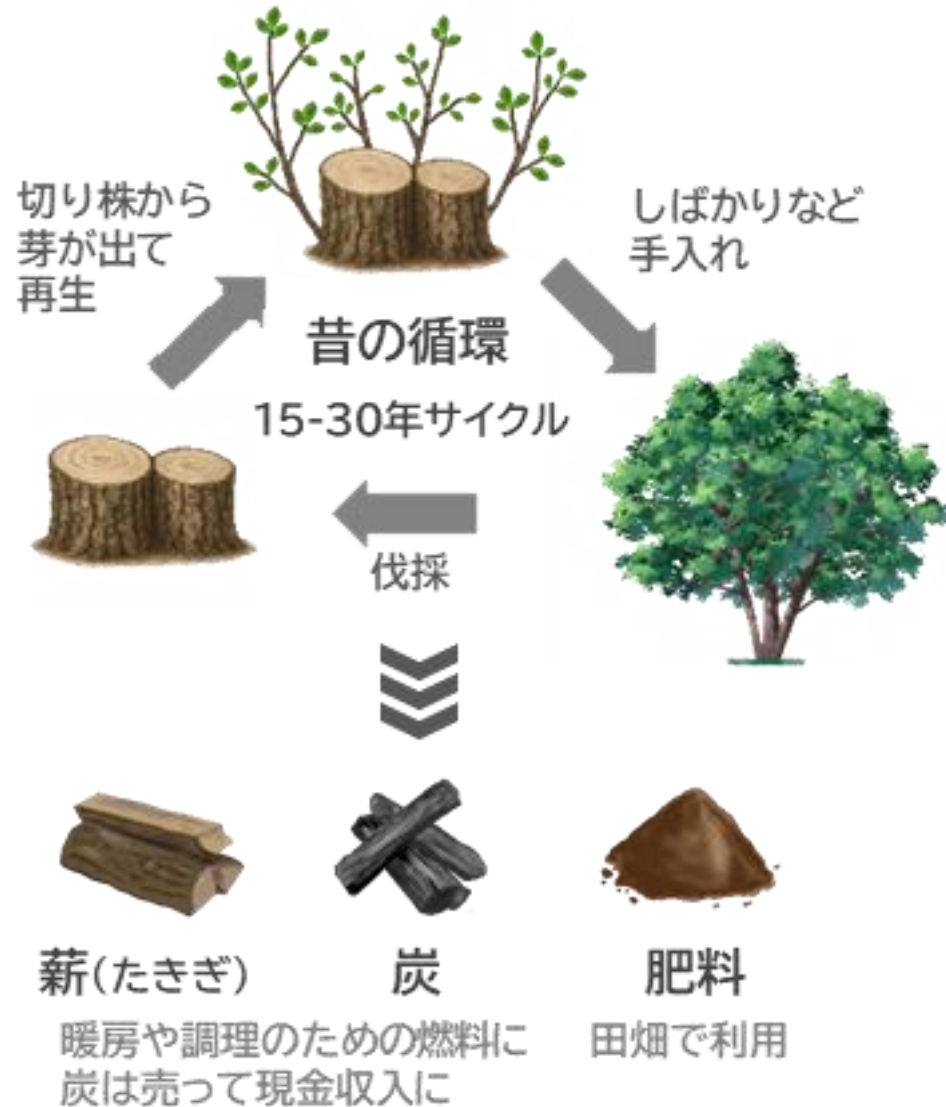 切り株から
芽が出て
再生
しばかりなど
手入れ
昔の循環
15-30年サイクル
伐採
薪(たきぎ)
炭
肥料
暖房や調理のための燃料に
炭は売って現金収入に
田畑で利用